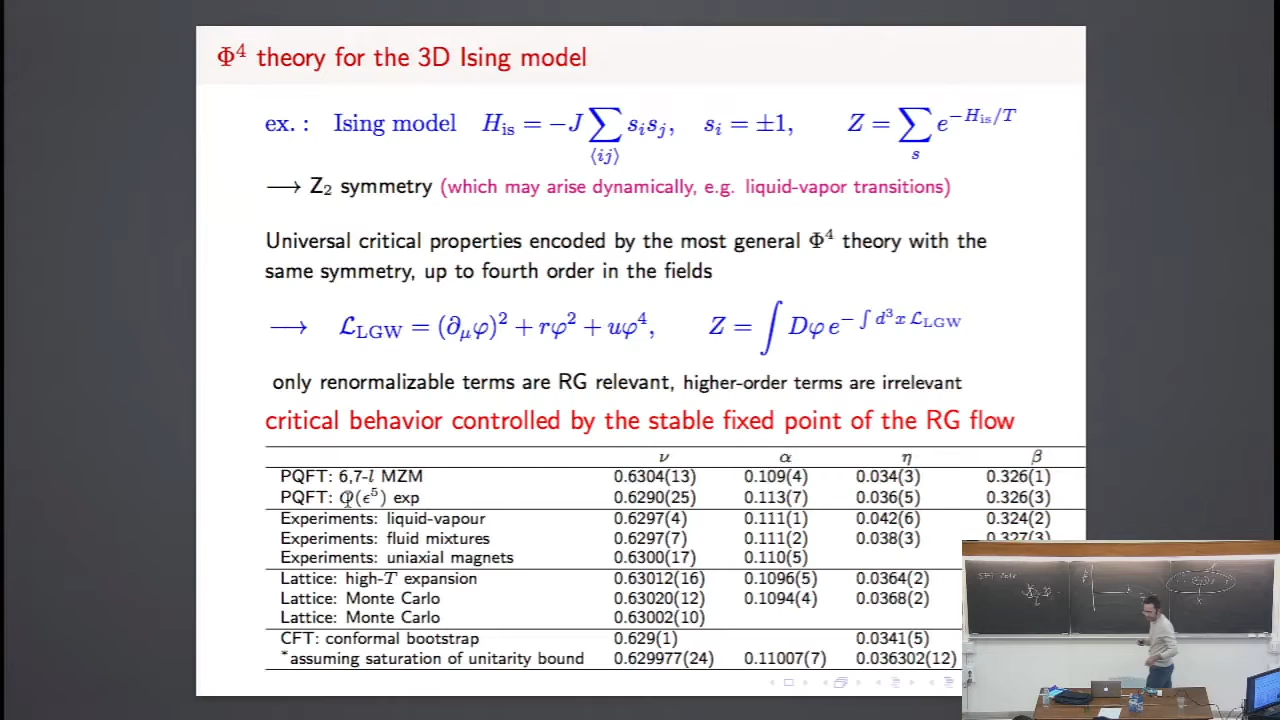 Φ⁴ theory for the 3D Ising model
ex. : Ising model H_is = −J ∑_⟨ij⟩ s_i s_j, s_i = ±1, Z = ∑_s e^{−H_is/T}
⟶ Z₂ symmetry (which may arise dynamically, e.g. liquid-vapor transitions)
Universal critical properties encoded by the most general Φ⁴ theory with the
same symmetry, up to fourth order in the fields
⟶ ℒ_LGW = (∂_μφ)² + rφ² + uφ⁴, Z = ∫ Dφ e^{−∫ d³x ℒ_LGW}
only renormalizable terms are RG relevant, higher-order terms are irrelevant
critical behavior controlled by the stable fixed point of the RG flow
ν α η β
PQFT: 6,7-l MZM 0.6304(13) 0.109(4) 0.034(3) 0.326(1)
PQFT: O(ϵ⁵) exp 0.6290(25) 0.113(7) 0.036(5) 0.326(3)
Experiments: liquid-vapour 0.6297(4) 0.111(1) 0.042(6) 0.324(2)
Experiments: fluid mixtures 0.6297(7) 0.111(2) 0.038(3) 0.327(3)
Experiments: uniaxial magnets 0.6300(17) 0.110(5)
Lattice: high-T expansion 0.63012(16) 0.1096(5) 0.0364(2)
Lattice: Monte Carlo 0.63020(12) 0.1094(4) 0.0368(2)
Lattice: Monte Carlo 0.63002(10)
CFT: conformal bootstrap 0.629(1) 0.0341(5)
*assuming saturation of unitarity bound 0.629977(24) 0.11007(7) 0.036302(12)